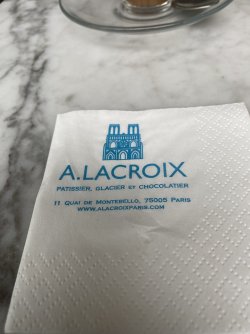 A.LACROIX
PATISSIER, GLACIER ET CHOCOLATIER
11 QUAI DE MONTEBELLO, 75005 PARIS
WWW.ALACROIXPARIS.COM